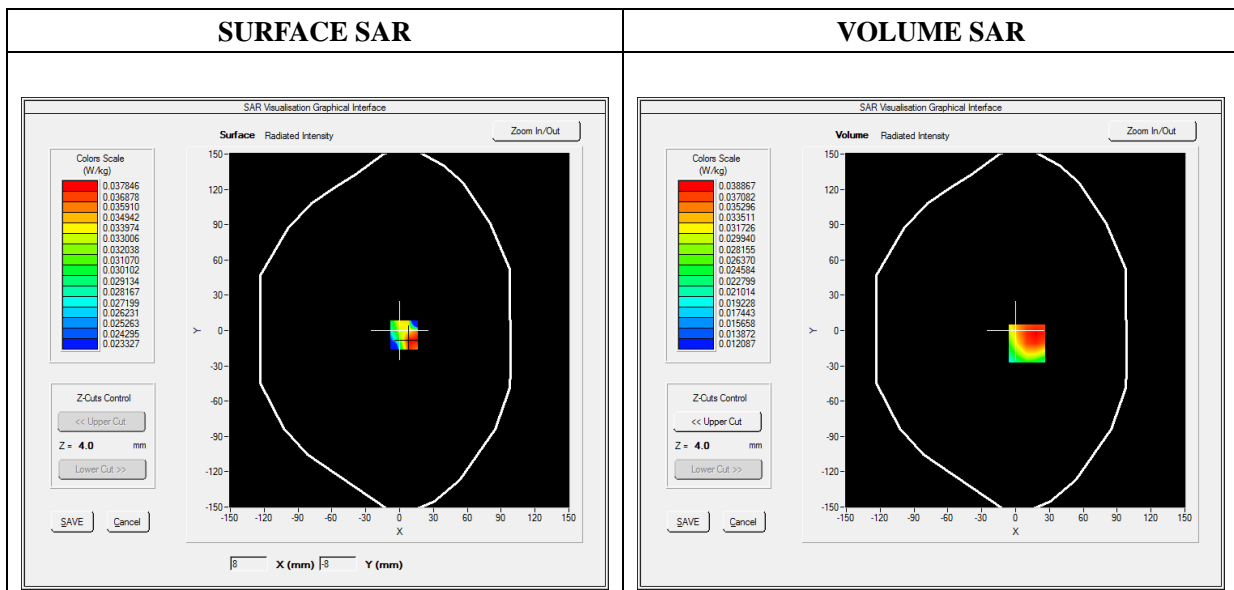 SURFACE SAR
VOLUME SAR
SAR Visualisation Graphical Interface
Surface Radiated Intensity
Zoom In/Out
Colors Scale
(W/kg)
0.037846
0.036878
0.035910
0.034942
0.033974
0.033006
0.032038
0.031070
0.030102
0.029134
0.028167
0.027199
0.026231
0.025263
0.024295
0.023327
Z-Cuts Control
<< Upper Cut
Z = 4.0 mm
Lower Cut >>
SAVE Cancel
150
120
90
60
30
0
-30
-60
-90
-120
-150
Y
-150 -120 -90 -60 -30 0 30 60 90 120 150
X
8 X (mm) -8 Y (mm)
SAR Visualisation Graphical Interface
Volume Radiated Intensity
Zoom In/Out
Colors Scale
(W/kg)
0.038867
0.037082
0.035296
0.033511
0.031726
0.029940
0.028155
0.026370
0.024584
0.022799
0.021014
0.019228
0.017443
0.015658
0.013872
0.012087
Z-Cuts Control
<< Upper Cut
Z = 4.0 mm
Lower Cut >>
SAVE Cancel
150
120
90
60
30
0
-30
-60
-90
-120
-150
Y
-150 -120 -90 -60 -30 0 30 60 90 120 150
X